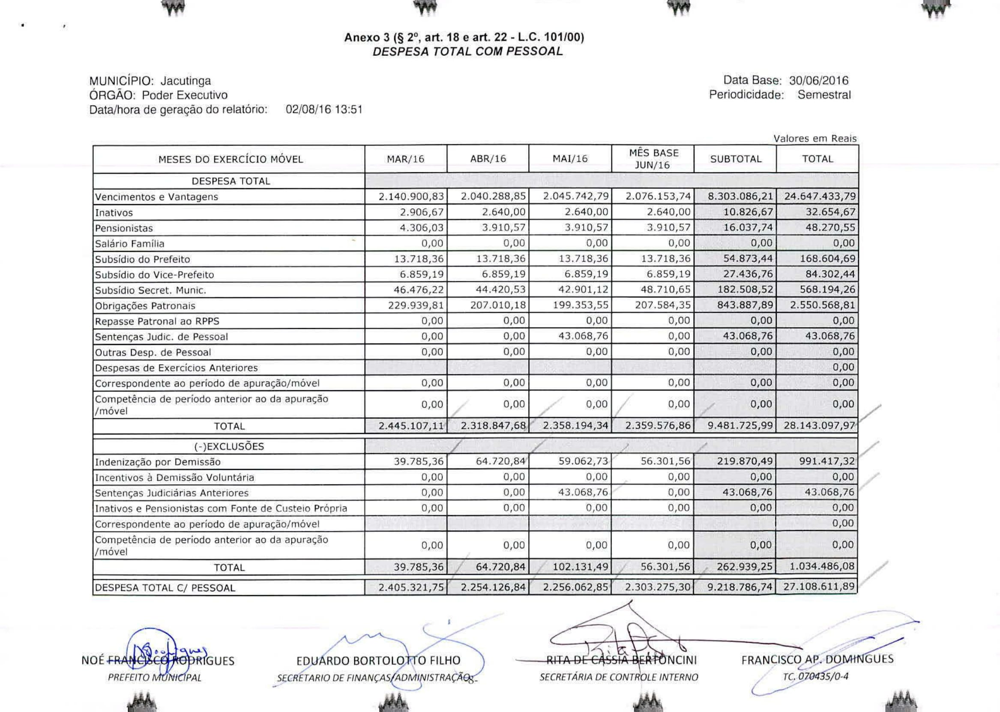 Anexo 3 (§ 2º, art. 18 e art. 22 - L.C. 101/00)
DESPESA TOTAL COM PESSOAL
MUNICÍPIO: Jacutinga
ÓRGÃO: Poder Executivo
Data/hora de geração do relatório: 02/08/16 13:51
Data Base: 30/06/2016
Periodicidade: Semestral
Valores em Reais
MESES DO EXERCÍCIO MÓVEL MAR/16 ABR/16 MAI/16 MÊS BASE JUN/16 SUBTOTAL TOTAL
DESPESA TOTAL
Vencimentos e Vantagens 2.140.900,83 2.040.288,85 2.045.742,79 2.076.153,74 8.303.086,21 24.647.433,79
Inativos 2.906,67 2.640,00 2.640,00 2.640,00 10.826,67 32.654,67
Pensionistas 4.306,03 3.910,57 3.910,57 3.910,57 16.037,74 48.270,55
Salário Família 0,00 0,00 0,00 0,00 0,00 0,00
Subsídio do Prefeito 13.718,36 13.718,36 13.718,36 13.718,36 54.873,44 168.604,69
Subsídio do Vice-Prefeito 6.859,19 6.859,19 6.859,19 6.859,19 27.436,76 84.302,44
Subsídio Secret. Munic. 46.476,22 44.420,53 42.901,12 48.710,65 182.508,52 568.194,26
Obrigações Patronais 229.939,81 207.010,18 199.353,55 207.584,35 843.887,89 2.550.568,81
Repasse Patronal ao RPPS 0,00 0,00 0,00 0,00 0,00 0,00
Sentenças Judic. de Pessoal 0,00 0,00 43.068,76 0,00 43.068,76 43.068,76
Outras Desp. de Pessoal 0,00 0,00 0,00 0,00 0,00 0,00
Despesas de Exercícios Anteriores 0,00
Correspondente ao período de apuração/móvel 0,00 0,00 0,00 0,00 0,00 0,00
Competência de período anterior ao da apuração
/móvel 0,00 0,00 0,00 0,00 0,00 0,00
TOTAL 2.445.107,11 2.318.847,68 2.358.194,34 2.359.576,86 9.481.725,99 28.143.097,97
(-)EXCLUSÕES
Indenização por Demissão 39.785,36 64.720,84 59.062,73 56.301,56 219.870,49 991.417,32
Incentivos à Demissão Voluntária 0,00 0,00 0,00 0,00 0,00 0,00
Sentenças Judiciárias Anteriores 0,00 0,00 43.068,76 0,00 43.068,76 43.068,76
Inativos e Pensionistas com Fonte de Custeio Própria 0,00 0,00 0,00 0,00 0,00 0,00
Correspondente ao período de apuração/móvel 0,00
Competência de período anterior ao da apuração
/móvel 0,00 0,00 0,00 0,00 0,00 0,00
TOTAL 39.785,36 64.720,84 102.131,49 56.301,56 262.939,25 1.034.486,08
DESPESA TOTAL C/ PESSOAL 2.405.321,75 2.254.126,84 2.256.062,85 2.303.275,30 9.218.786,74 27.108.611,89
NOÉ FRANCISCO RODRIGUES
PREFEITO MUNICIPAL
EDUARDO BORTOLOTTO FILHO
SECRETARIO DE FINANÇAS/ADMINISTRAÇÃO
RITA DE CASSIA BERTONCINI
SECRETÁRIA DE CONTROLE INTERNO
FRANCISCO AP. DOMINGUES
TC. 070435/0-4